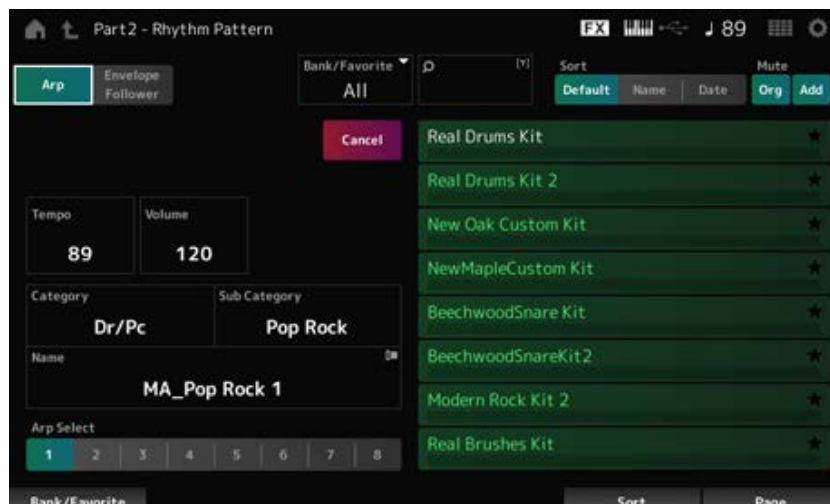 Part2 - Rhythm Pattern
FX
♩ 89
Arp
Envelope
Follower
Bank/Favorite
All
[Y]
Sort
Default Name Date
Mute
Org Add
Cancel
Real Drums Kit
Real Drums Kit 2
New Oak Custom Kit
NewMapleCustom Kit
BeechwoodSnare Kit
BeechwoodSnareKit2
Modern Rock Kit 2
Real Brushes Kit
Tempo
89
Volume
120
Category
Dr/Pc
Sub Category
Pop Rock
Name
MA_Pop Rock 1
Arp Select
1 2 3 4 5 6 7 8
Bank/Favorite
Sort
Page